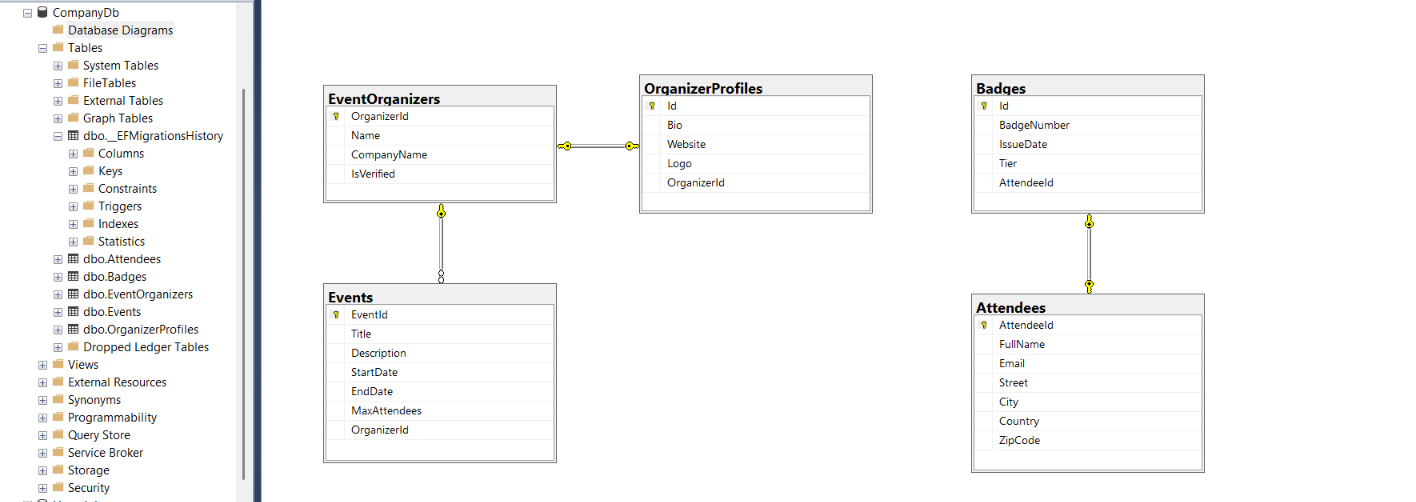 CompanyDb
Database Diagrams
Tables
System Tables
FileTables
External Tables
Graph Tables
dbo.__EFMigrationsHistory
Columns
Keys
Constraints
Triggers
Indexes
Statistics
dbo.Attendees
dbo.Badges
dbo.EventOrganizers
dbo.Events
dbo.OrganizerProfiles
Dropped Ledger Tables
Views
External Resources
Synonyms
Programmability
Query Store
Service Broker
Storage
Security
EventOrganizers
OrganizerId
Name
CompanyName
IsVerified
OrganizerProfiles
Id
Bio
Website
Logo
OrganizerId
Badges
Id
BadgeNumber
IssueDate
Tier
AttendeeId
Events
EventId
Title
Description
StartDate
EndDate
MaxAttendees
OrganizerId
Attendees
AttendeeId
FullName
Email
Street
City
Country
ZipCode